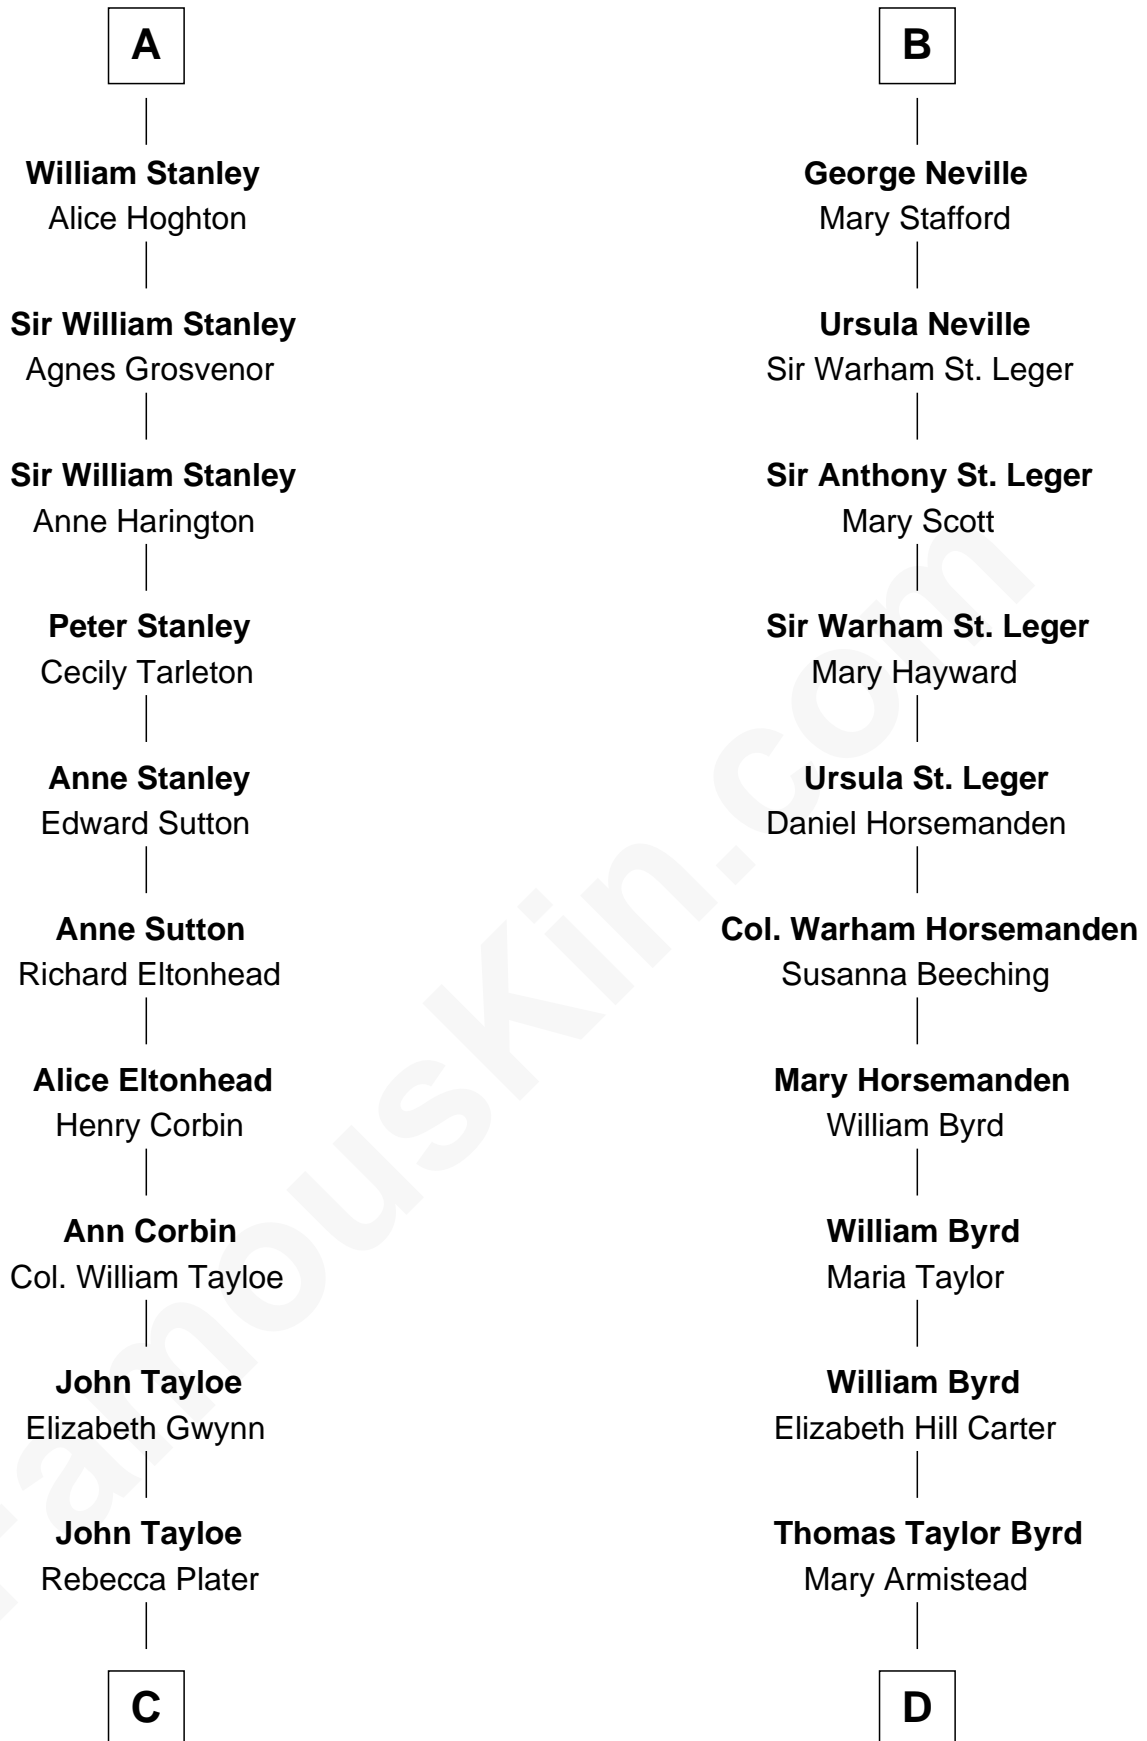 A
William Stanley
Alice Hoghton
Sir William Stanley
Agnes Grosvenor
Sir William Stanley
Anne Harington
Peter Stanley
Cecily Tarleton
Anne Stanley
Edward Sutton
Anne Sutton
Richard Eltonhead
Alice Eltonhead
Henry Corbin
Ann Corbin
Col. William Tayloe
John Tayloe
Elizabeth Gwynn
John Tayloe
Rebecca Plater
C
B
George Neville
Mary Stafford
Ursula Neville
Sir Warham St. Leger
Sir Anthony St. Leger
Mary Scott
Sir Warham St. Leger
Mary Hayward
Ursula St. Leger
Daniel Horsemanden
Col. Warham Horsemanden
Susanna Beeching
Mary Horsemanden
William Byrd
William Byrd
Maria Taylor
William Byrd
Elizabeth Hill Carter
Thomas Taylor Byrd
Mary Armistead
D
FamousKin.com